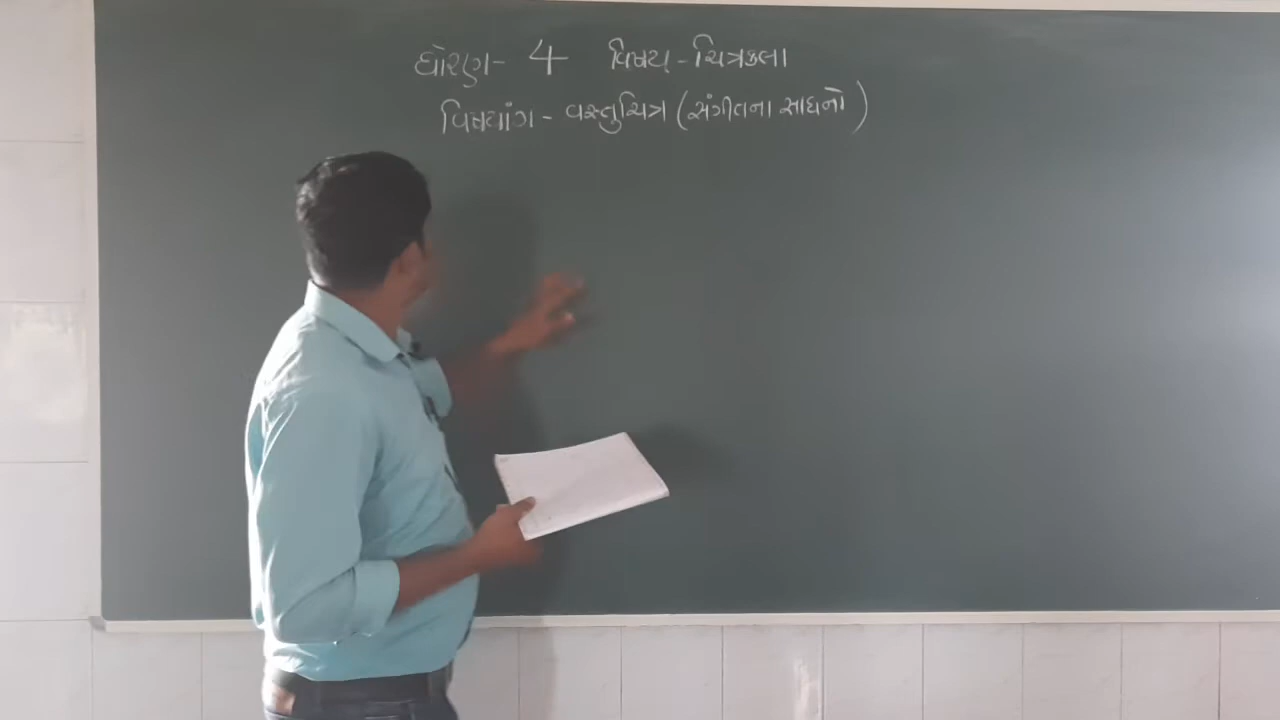 ધોરણ- 4 વિષય - ચિત્રકલા
વિષયાંગ - વસ્તુચિત્ર (સંગીતના સાધનો)